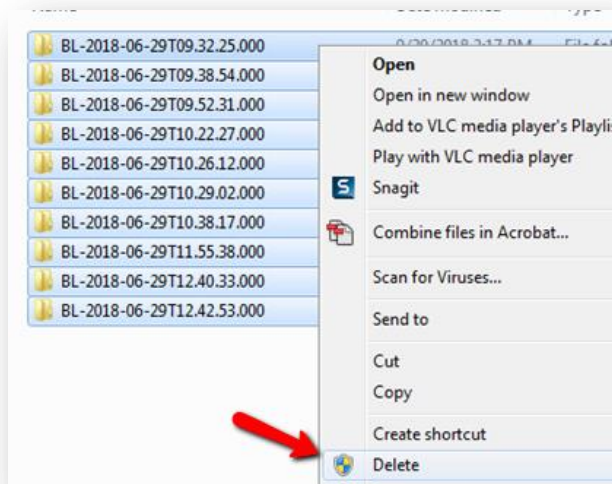 BL-2018-06-29T09.32.25.000
BL-2018-06-29T09.38.54.000
BL-2018-06-29T09.52.31.000
BL-2018-06-29T10.22.27.000
BL-2018-06-29T10.26.12.000
BL-2018-06-29T10.29.02.000
BL-2018-06-29T10.38.17.000
BL-2018-06-29T11.55.38.000
BL-2018-06-29T12.40.33.000
BL-2018-06-29T12.42.53.000
Open
Open in new window
Add to VLC media player's Playlis
Play with VLC media player
Snagit
Combine files in Acrobat...
Scan for Viruses...
Send to
Cut
Copy
Create shortcut
Delete